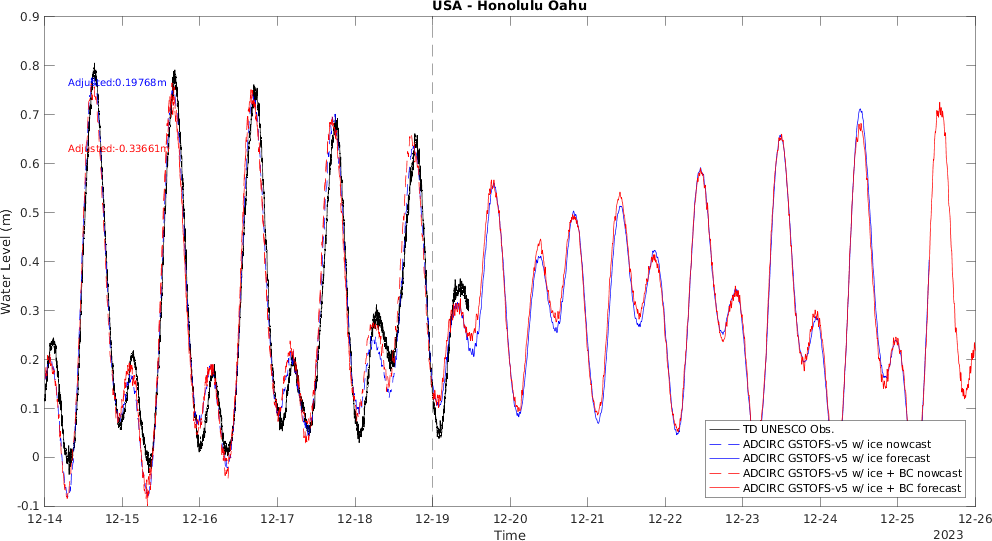 USA - Honolulu Oahu
0.9
0.8
0.7
0.6
0.5
0.4
0.3
0.2
0.1
0
-0.1
Water Level (m)
Adjusted:0.19768m
Adjusted:-0.33661m
TD UNESCO Obs.
ADCIRC GSTOFS-v5 w/ ice nowcast
ADCIRC GSTOFS-v5 w/ ice forecast
ADCIRC GSTOFS-v5 w/ ice + BC nowcast
ADCIRC GSTOFS-v5 w/ ice + BC forecast
12-14 12-15 12-16 12-17 12-18 12-19 12-20 12-21 12-22 12-23 12-24 12-25 12-26
Time
2023